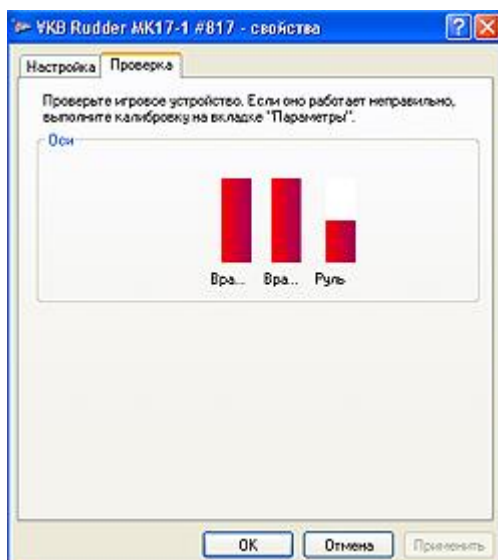 VKB Rudder MK17-1 #817 - свойства
Настройка Проверка
Проверьте игровое устройство. Если оно работает неправильно,
выполните калибровку на вкладке "Параметры".
Оси
Вра... Вра... Руль
OK Отмена Применить